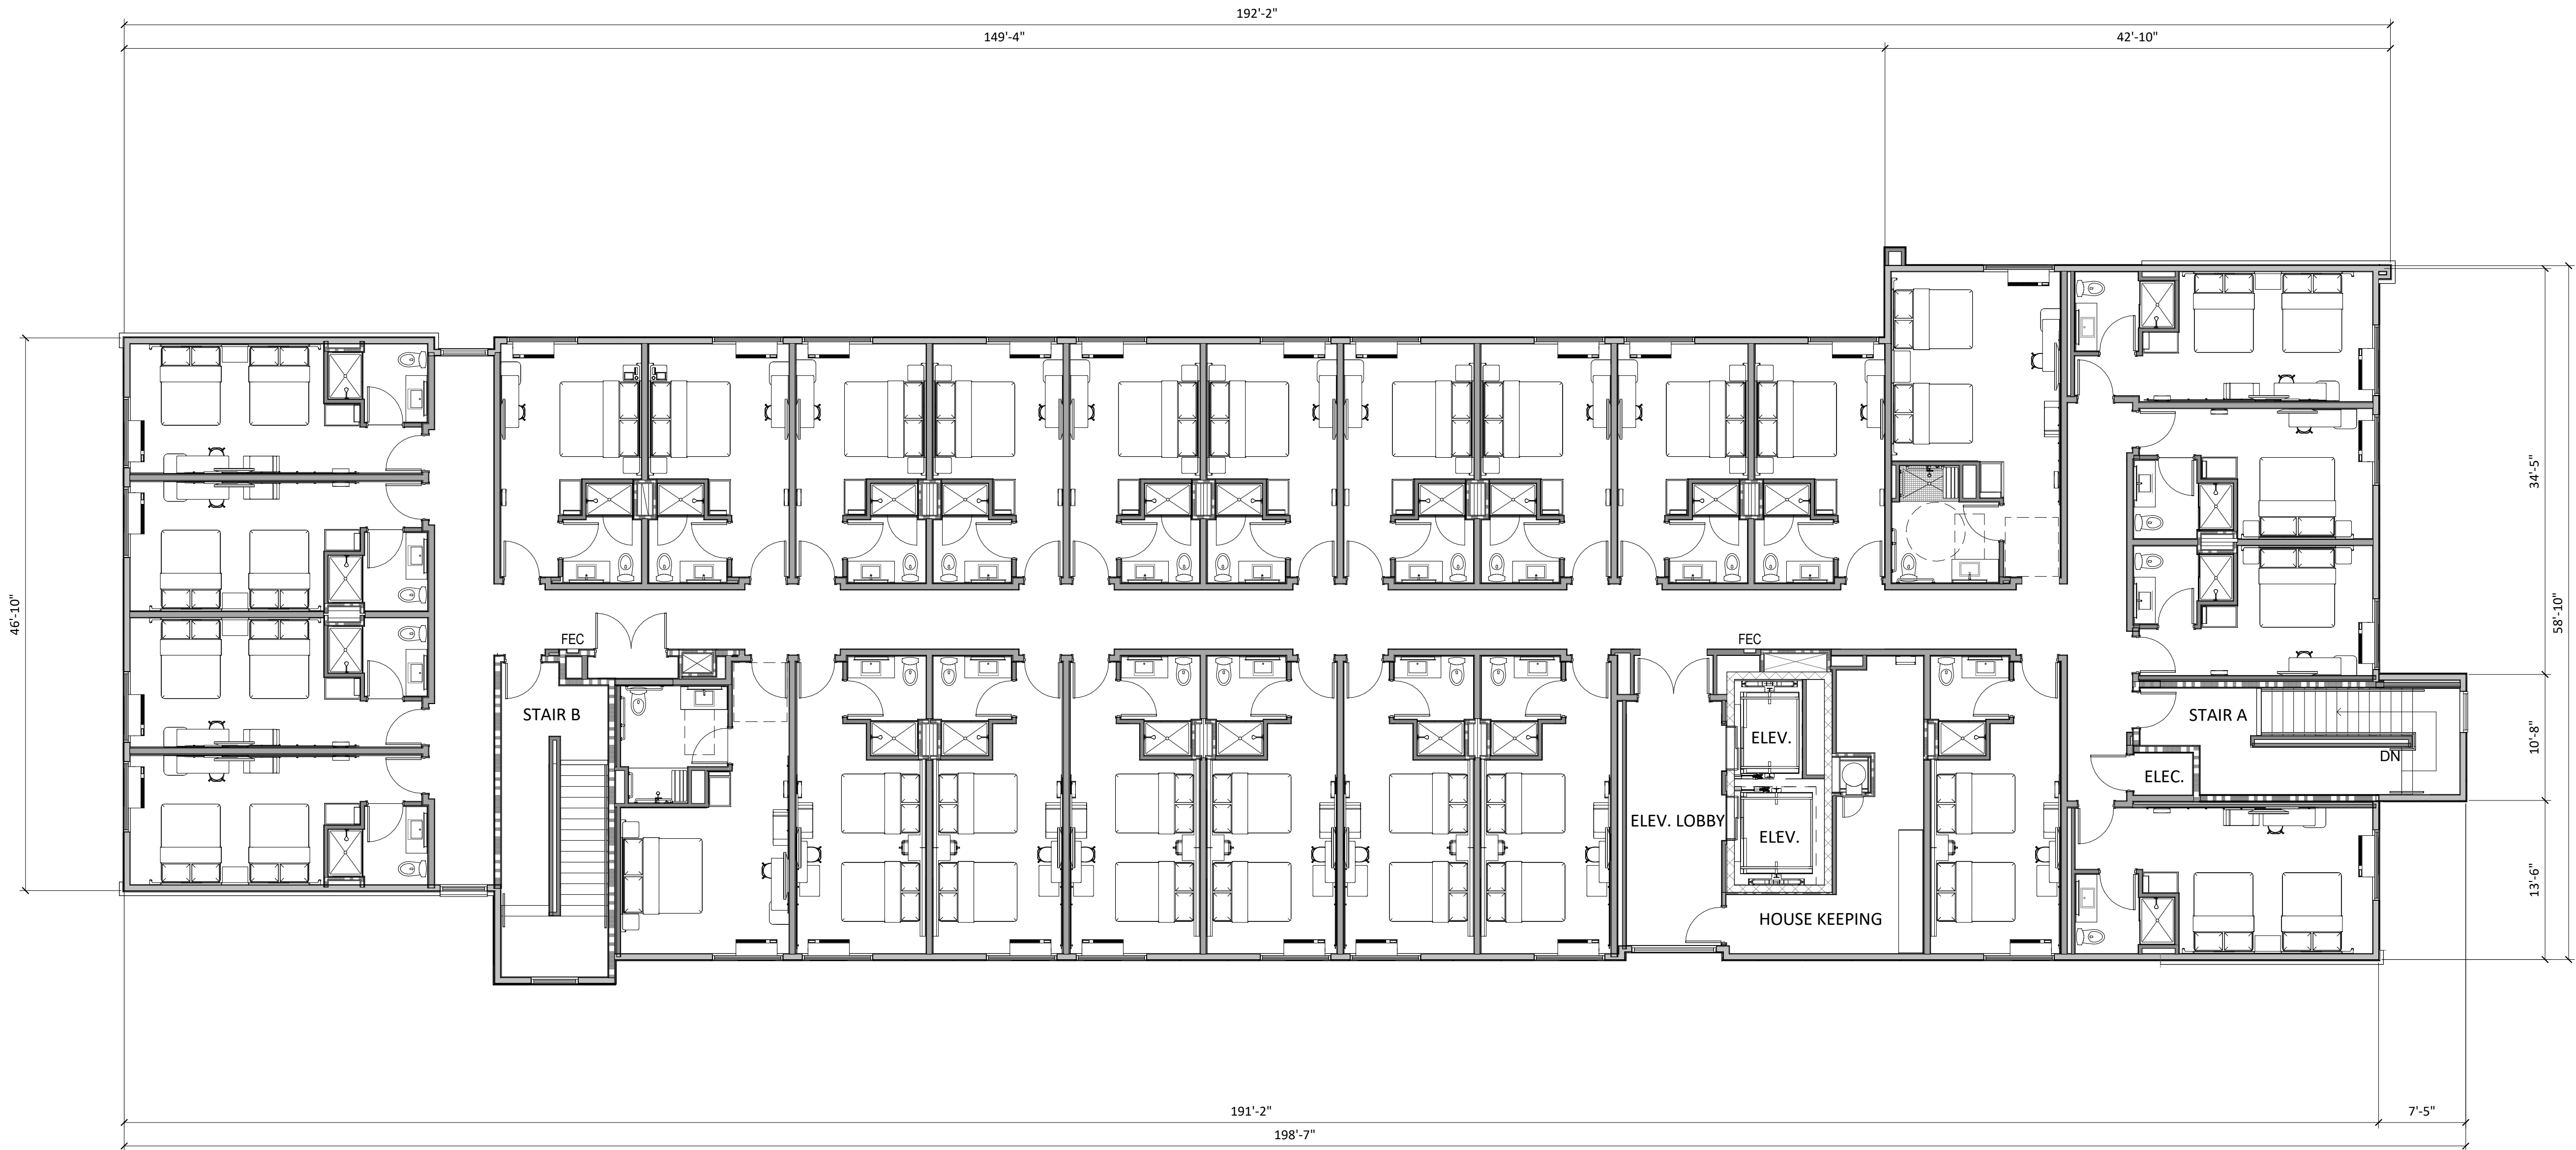 192'-2"
149'-4"
42'-10"
46'-10"
34'-5"
58'-10"
10'-8"
13'-6"
FEC
FEC
STAIR B
STAIR A
ELEV.
DN
ELEC.
ELEV. LOBBY
ELEV.
HOUSE KEEPING
191'-2"
7'-5"
198'-7"